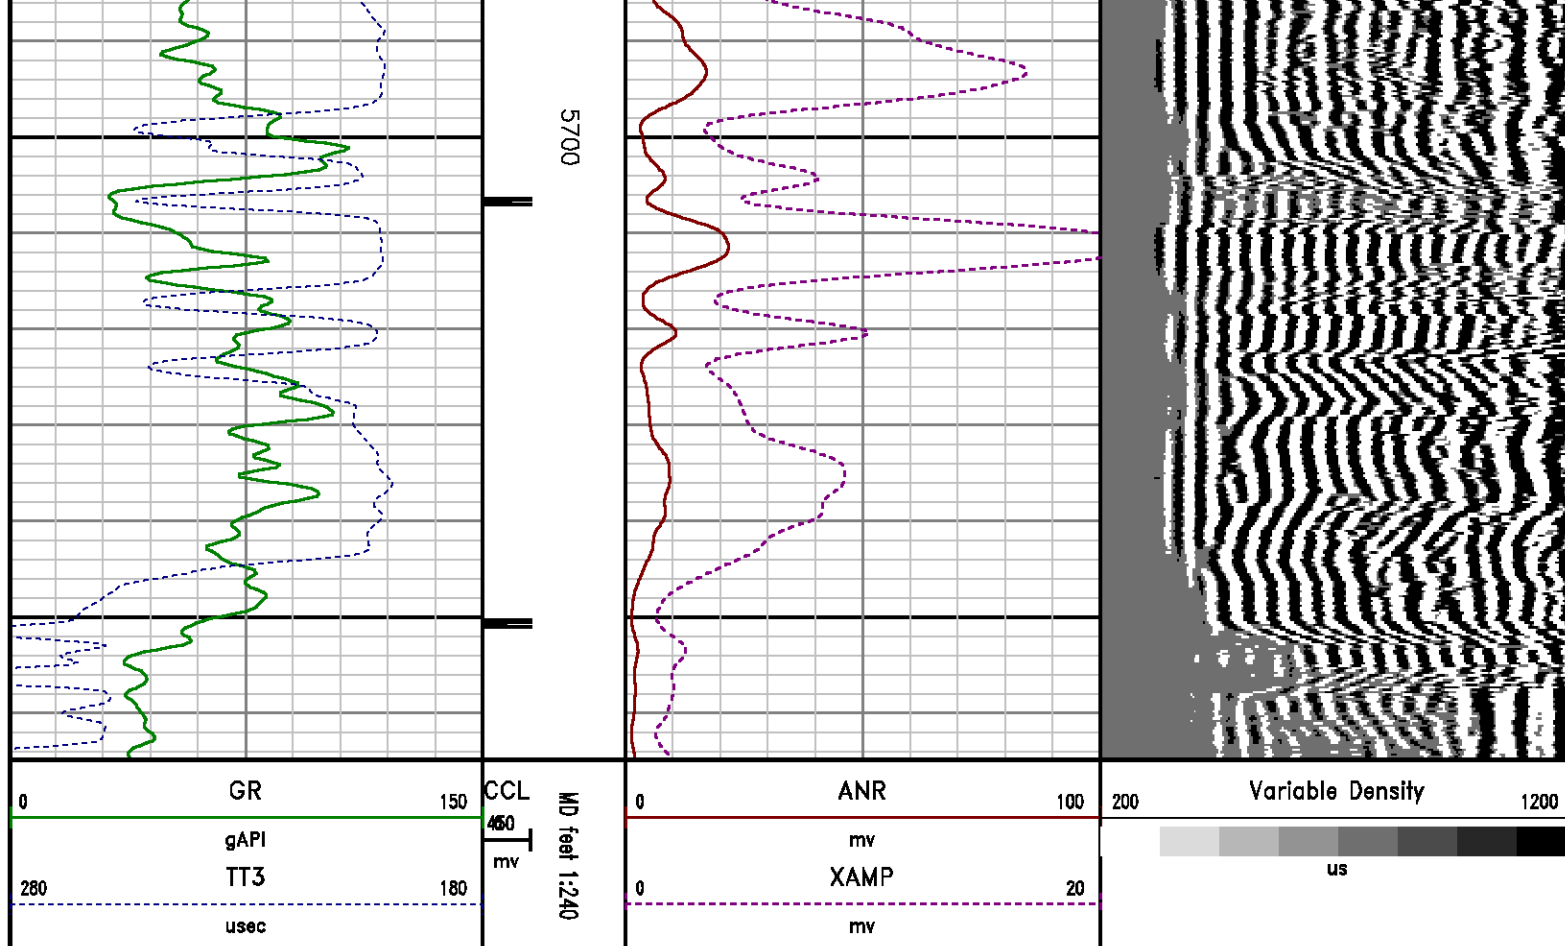 5700
GR
0 150
gAPI
TT3
280 180
usec
CCL
mv
MD feet 1:240
ANR
0 100
mv
XAMP
0 20
mv
Variable Density
200 1200
us